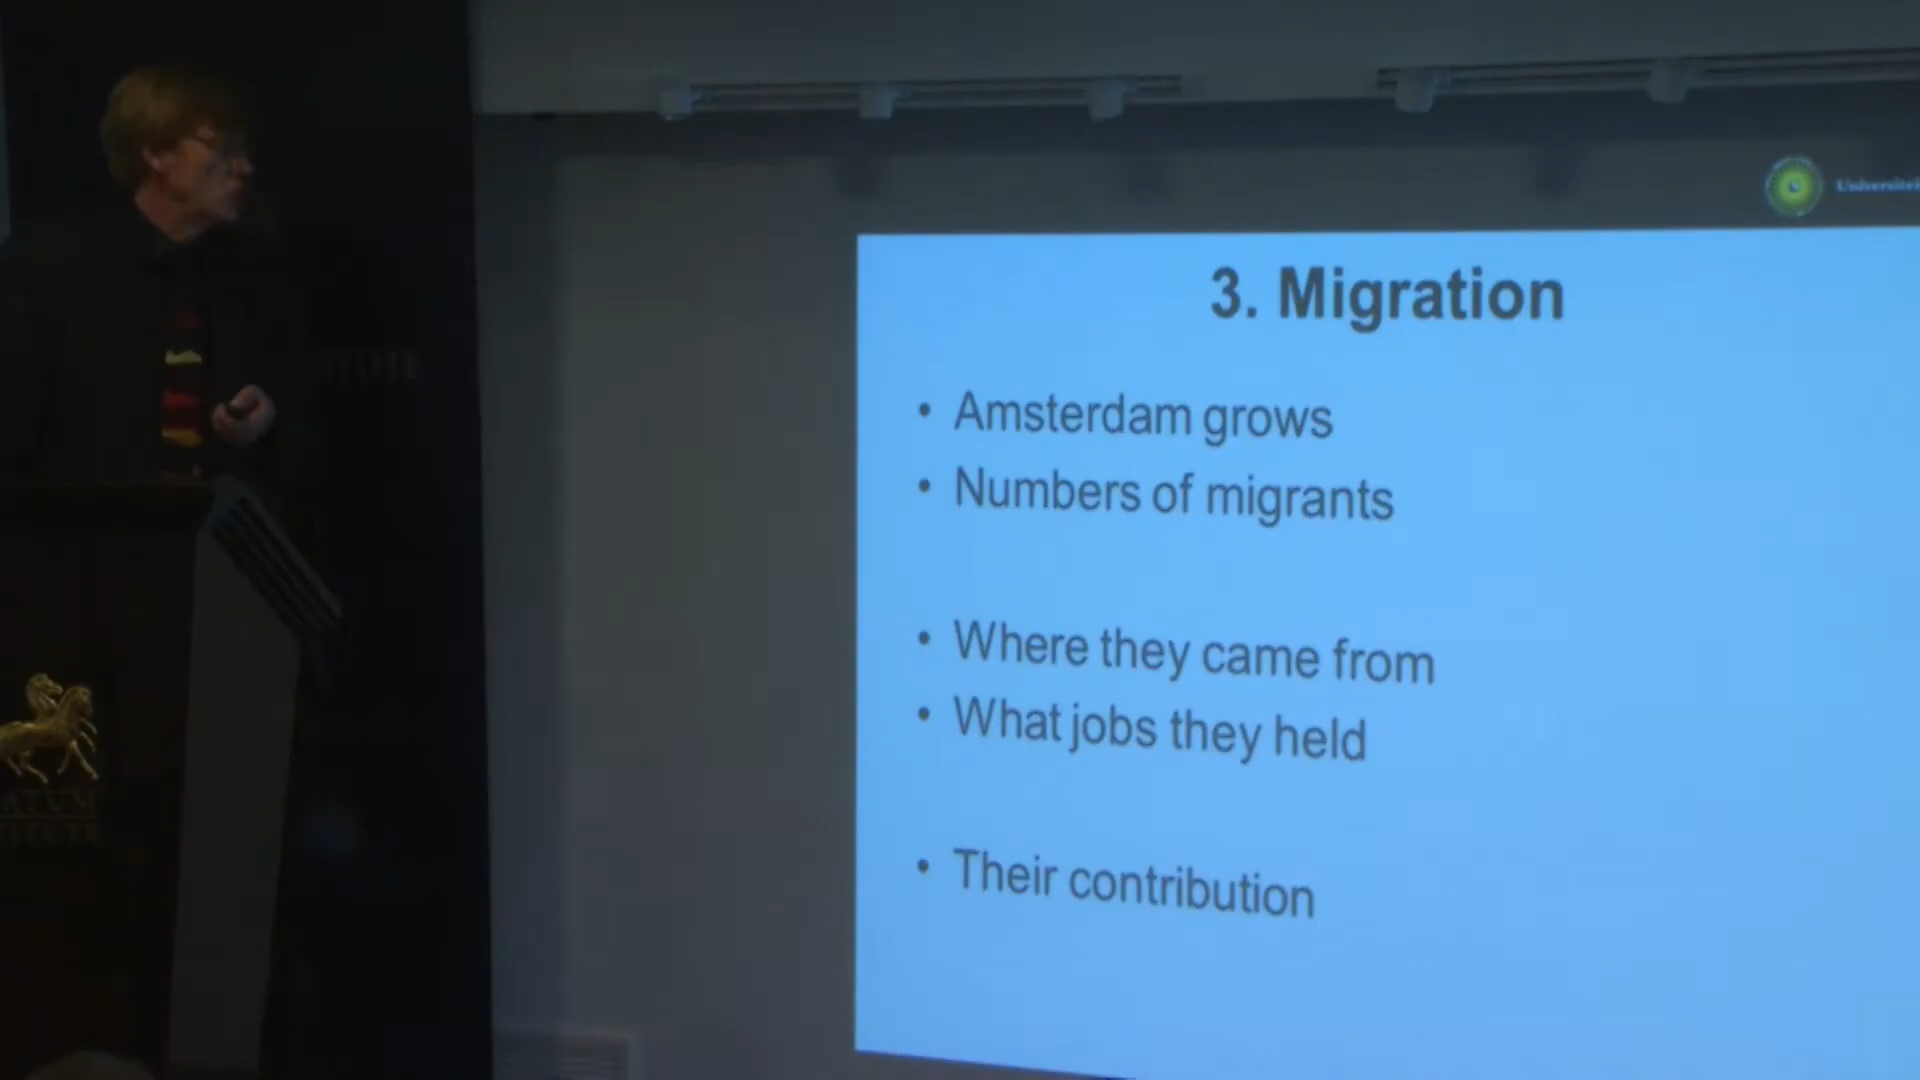 3. Migration
• Amsterdam grows
• Numbers of migrants
• Where they came from
• What jobs they held
• Their contribution